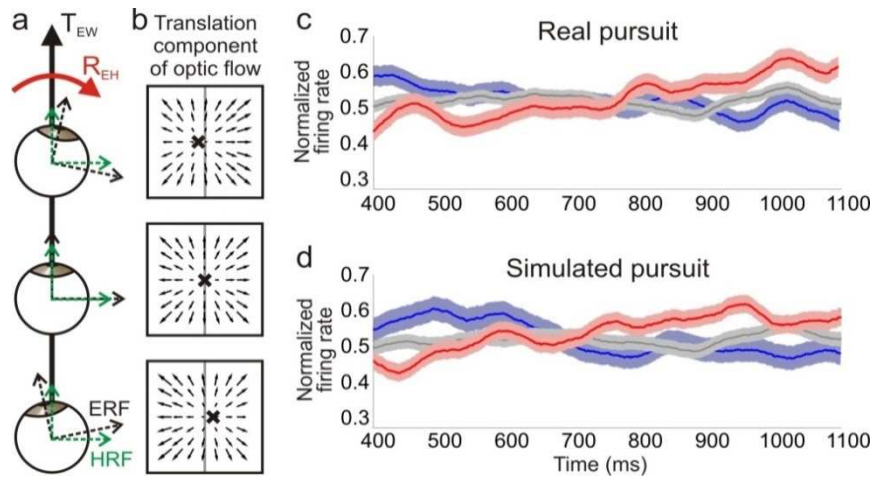 a
T EW
R EH
ERF
HRF
b Translation
component
of optic flow
c
Real pursuit
Normalized
firing rate
0.7
0.6
0.5
0.4
0.3
400 500 600 700 800 900 1000 1100
d
Simulated pursuit
Normalized
firing rate
0.7
0.6
0.5
0.4
0.3
400 500 600 700 800 900 1000 1100
Time (ms)